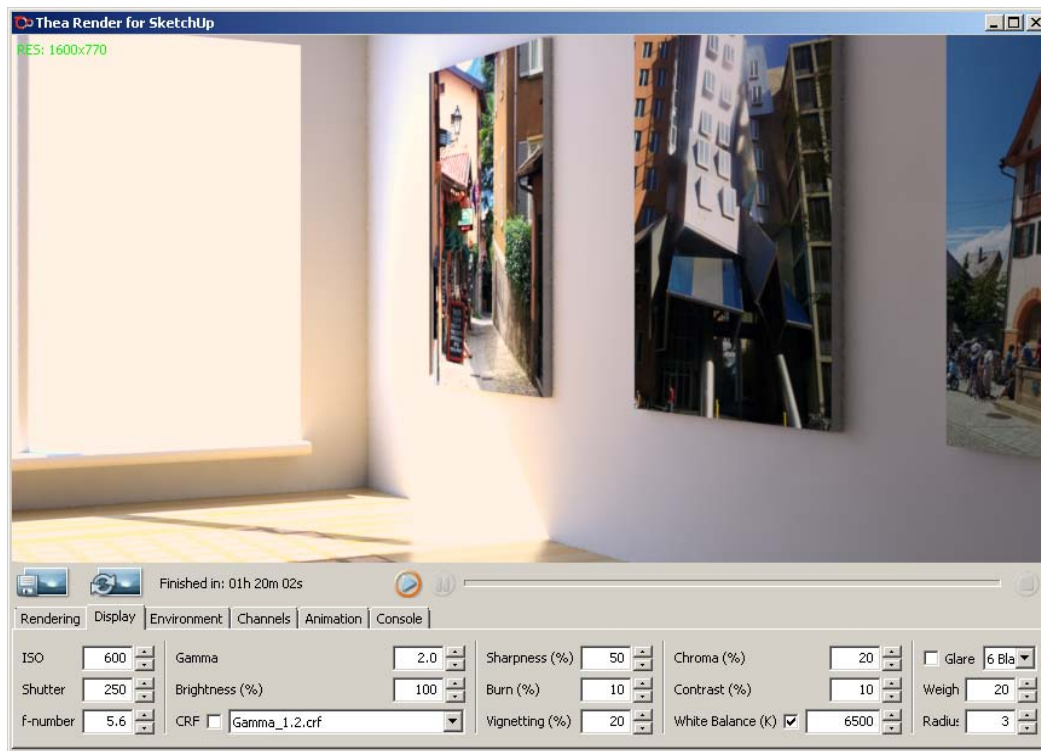 Thea Render for SketchUp
RES: 1600x770
Finished in: 01h 20m 02s
Rendering Display Environment Channels Animation Console
ISO 600 Gamma 2.0 Sharpness (%) 50 Chroma (%) 20 Glare 6 Bla
Shutter 250 Brightness (%) 100 Burn (%) 10 Contrast (%) 10 Weigh 20
f-number 5.6 CRF Gamma_1.2.crf Vignetting (%) 20 White Balance (K) 6500 Radius 3